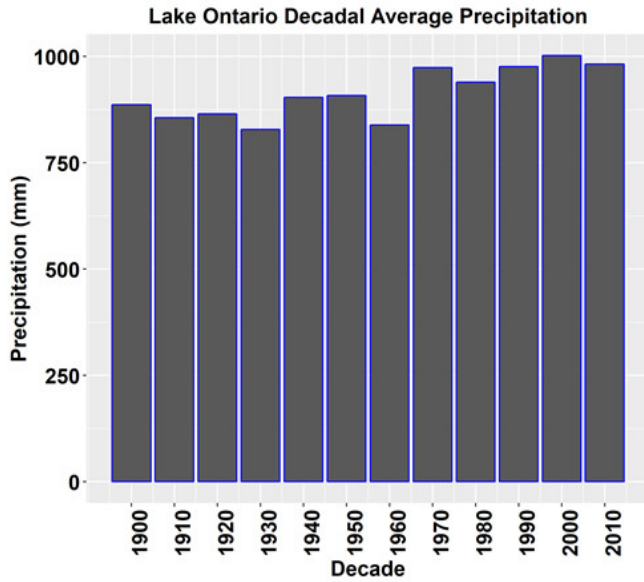 Lake Ontario Decadal Average Precipitation
Precipitation (mm)
1000
750
500
250
0
1900 1910 1920 1930 1940 1950 1960 1970 1980 1990 2000 2010
Decade